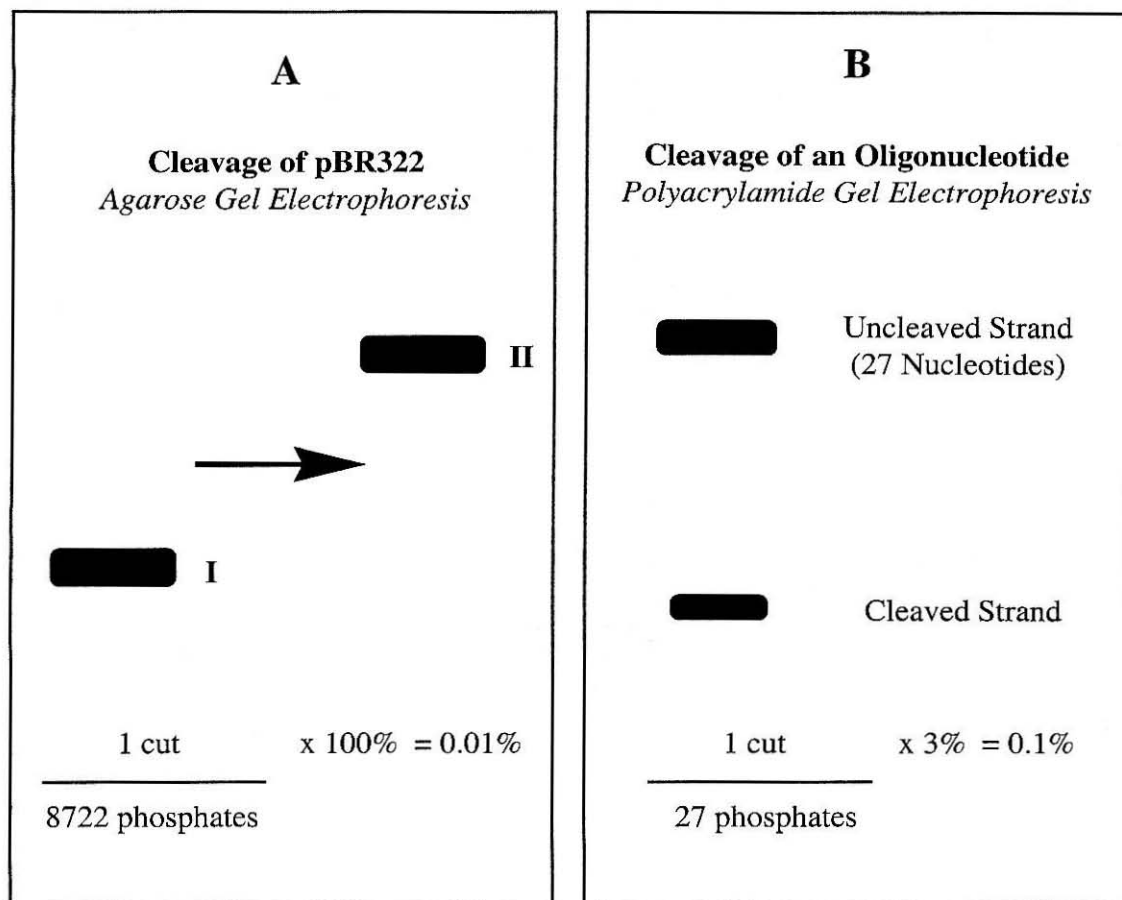 A
Cleavage of pBR322
Agarose Gel Electrophoresis
II
I
1 cut x 100% = 0.01%
8722 phosphates
B
Cleavage of an Oligonucleotide
Polyacrylamide Gel Electrophoresis
Uncleaved Strand
(27 Nucleotides)
Cleaved Strand
1 cut x 3% = 0.1%
27 phosphates